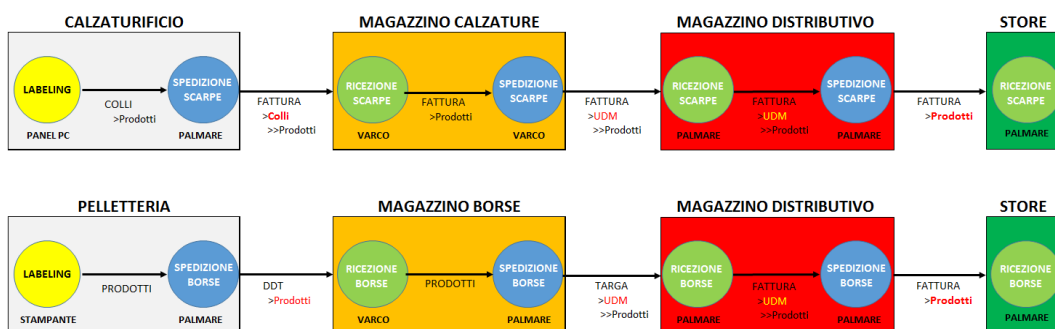 CALZATURIFICIO
MAGAZZINO CALZATURE
MAGAZZINO DISTRIBUTIVO
STORE
LABELING
COLLI
>Prodotti
SPEDIZIONE
SCARPE
PANEL PC
PALMARE
FATTURA
>Colli
>>Prodotti
RICEZIONE
SCARPE
FATTURA
>Prodotti
SPEDIZIONE
SCARPE
VARCO
VARCO
FATTURA
>UDM
>>Prodotti
RICEZIONE
SCARPE
FATTURA
>UDM
>>Prodotti
SPEDIZIONE
SCARPE
PALMARE
PALMARE
FATTURA
>Prodotti
RICEZIONE
SCARPE
PALMARE
PELLETTERIA
MAGAZZINO BORSE
MAGAZZINO DISTRIBUTIVO
STORE
LABELING
PRODOTTI
SPEDIZIONE
BORSE
STAMPANTE
PALMARE
DDT
>Prodotti
RICEZIONE
BORSE
PRODOTTI
SPEDIZIONE
BORSE
VARCO
PALMARE
TARGA
>UDM
>>Prodotti
RICEZIONE
BORSE
FATTURA
>UDM
>>Prodotti
SPEDIZIONE
BORSE
PALMARE
PALMARE
FATTURA
>Prodotti
RICEZIONE
BORSE
PALMARE